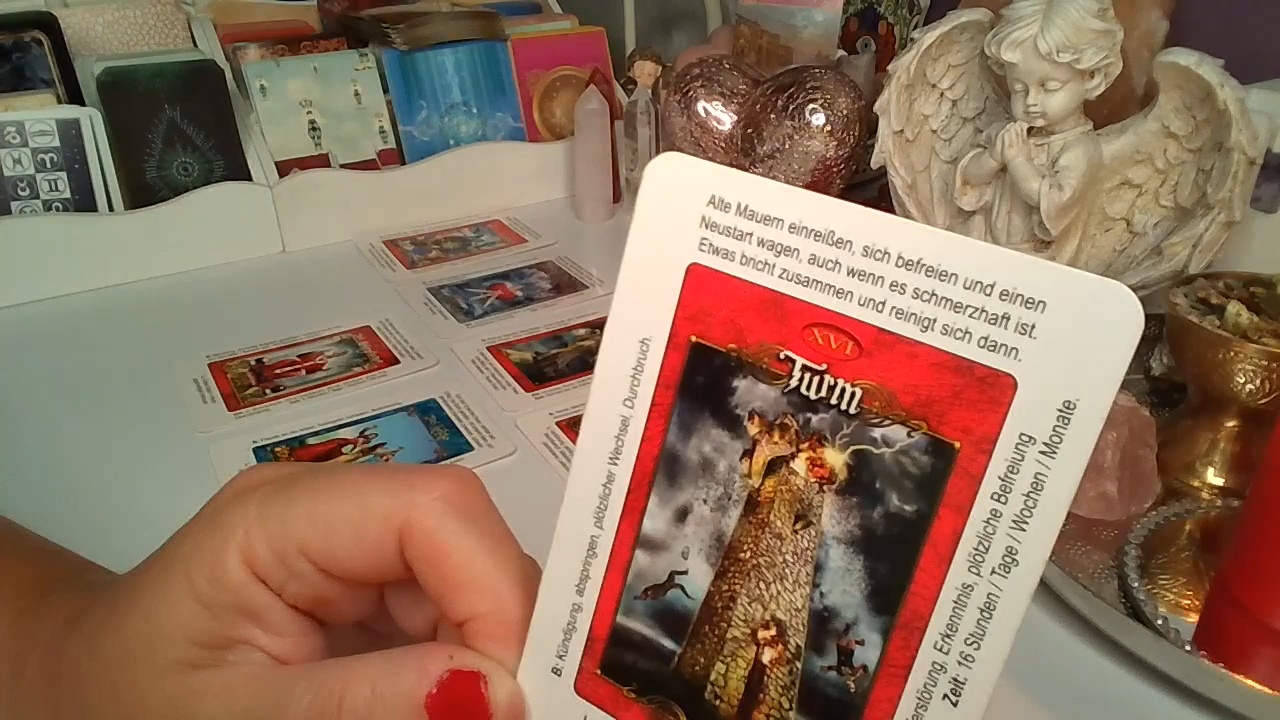 Alte Mauern einreißen, sich befreien und einen
Neustart wagen, auch wenn es schmerzhaft ist.
Etwas bricht zusammen und reinigt sich dann.
XVI
Turm
B: Kündigung, abspringen, plötzlicher Wechsel, Durchbruch.
erstörung, Erkenntnis, plötzliche Befreiung
Zeit: 16 Stunden / Tage / Wochen / Monate.